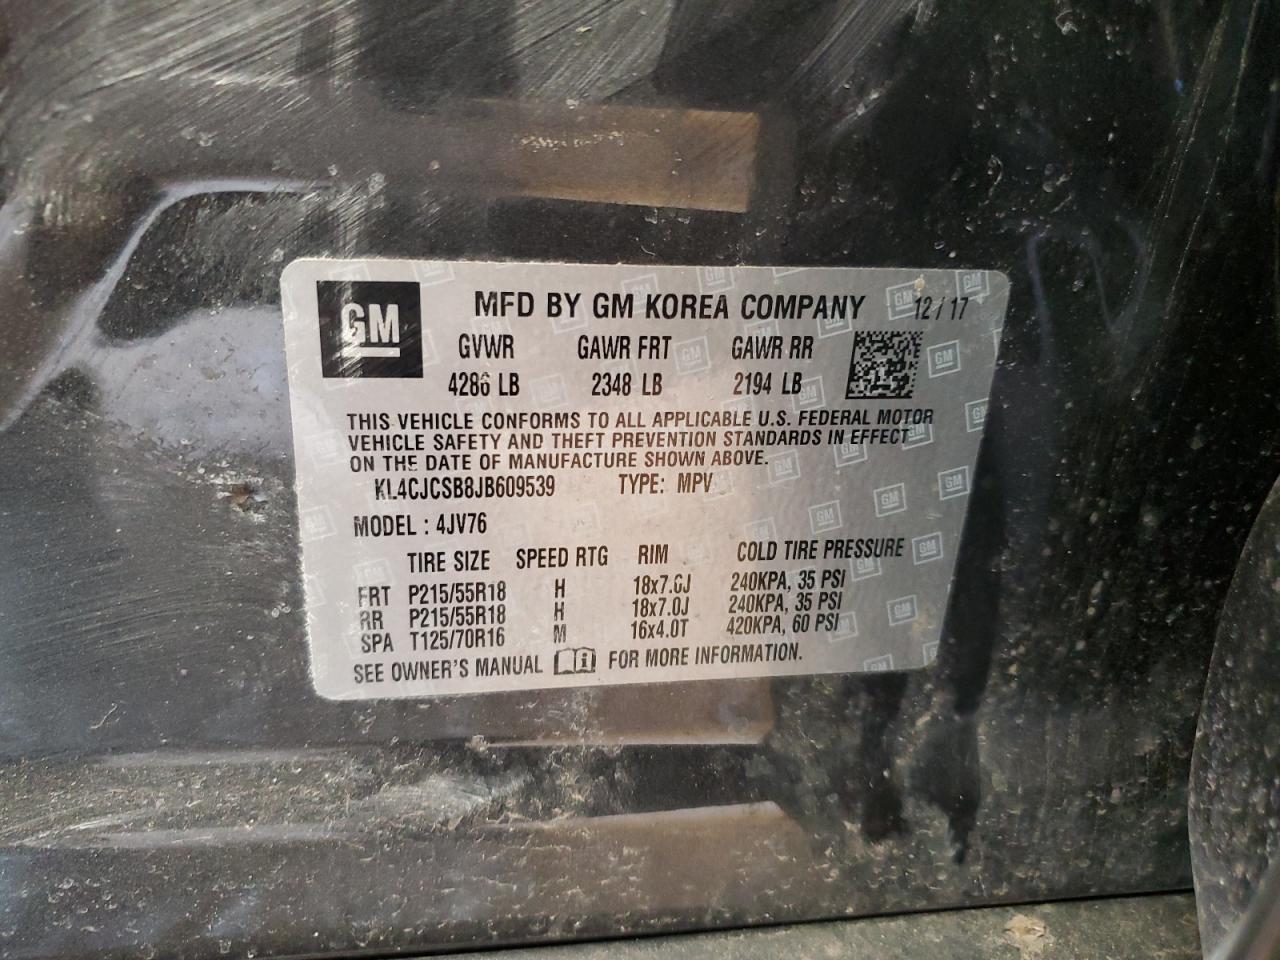 GM MFD BY GM KOREA COMPANY 12/17
GVWR GAWR FRT GAWR RR
4286 LB 2348 LB 2194 LB
THIS VEHICLE CONFORMS TO ALL APPLICABLE U.S. FEDERAL MOTOR
VEHICLE SAFETY AND THEFT PREVENTION STANDARDS IN EFFECT
ON THE DATE OF MANUFACTURE SHOWN ABOVE.
KL4CJCSB8JB609539 TYPE: MPV
MODEL : 4JV76
TIRE SIZE SPEED RTG RIM COLD TIRE PRESSURE
FRT P215/55R18 H 18x7.0J 240KPA, 35 PSI
RR P215/55R18 H 18x7.0J 240KPA, 35 PSI
SPA T125/70R16 M 16x4.0T 420KPA, 60 PSI
SEE OWNER'S MANUAL FOR MORE INFORMATION.